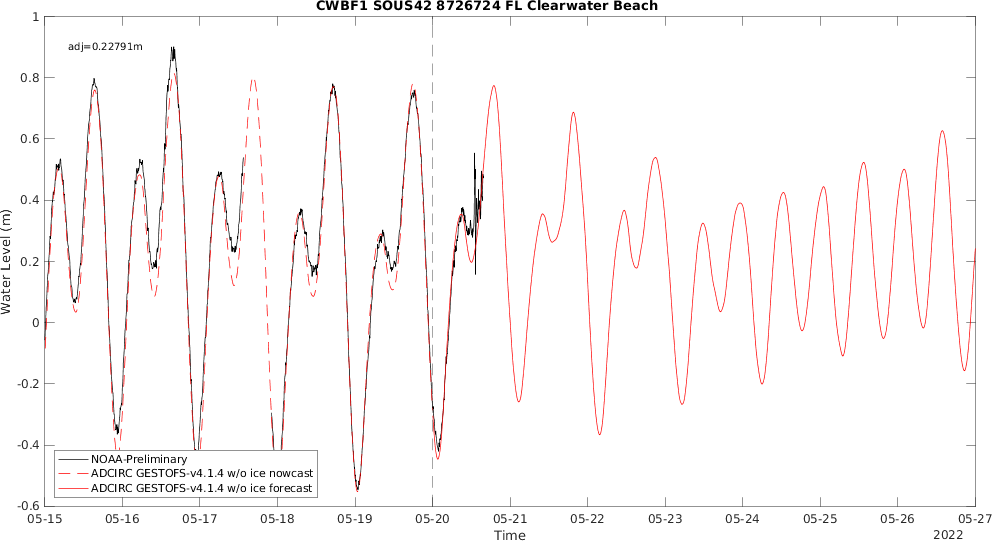 CWBF1 SOUS42 8726724 FL Clearwater Beach
adj=0.22791m
1
0.8
0.6
0.4
0.2
0
-0.2
-0.4
-0.6
Water Level (m)
NOAA-Preliminary
ADCIRC GESTOFS-v4.1.4 w/o ice nowcast
ADCIRC GESTOFS-v4.1.4 w/o ice forecast
05-15 05-16 05-17 05-18 05-19 05-20 05-21 05-22 05-23 05-24 05-25 05-26 05-27
Time
2022